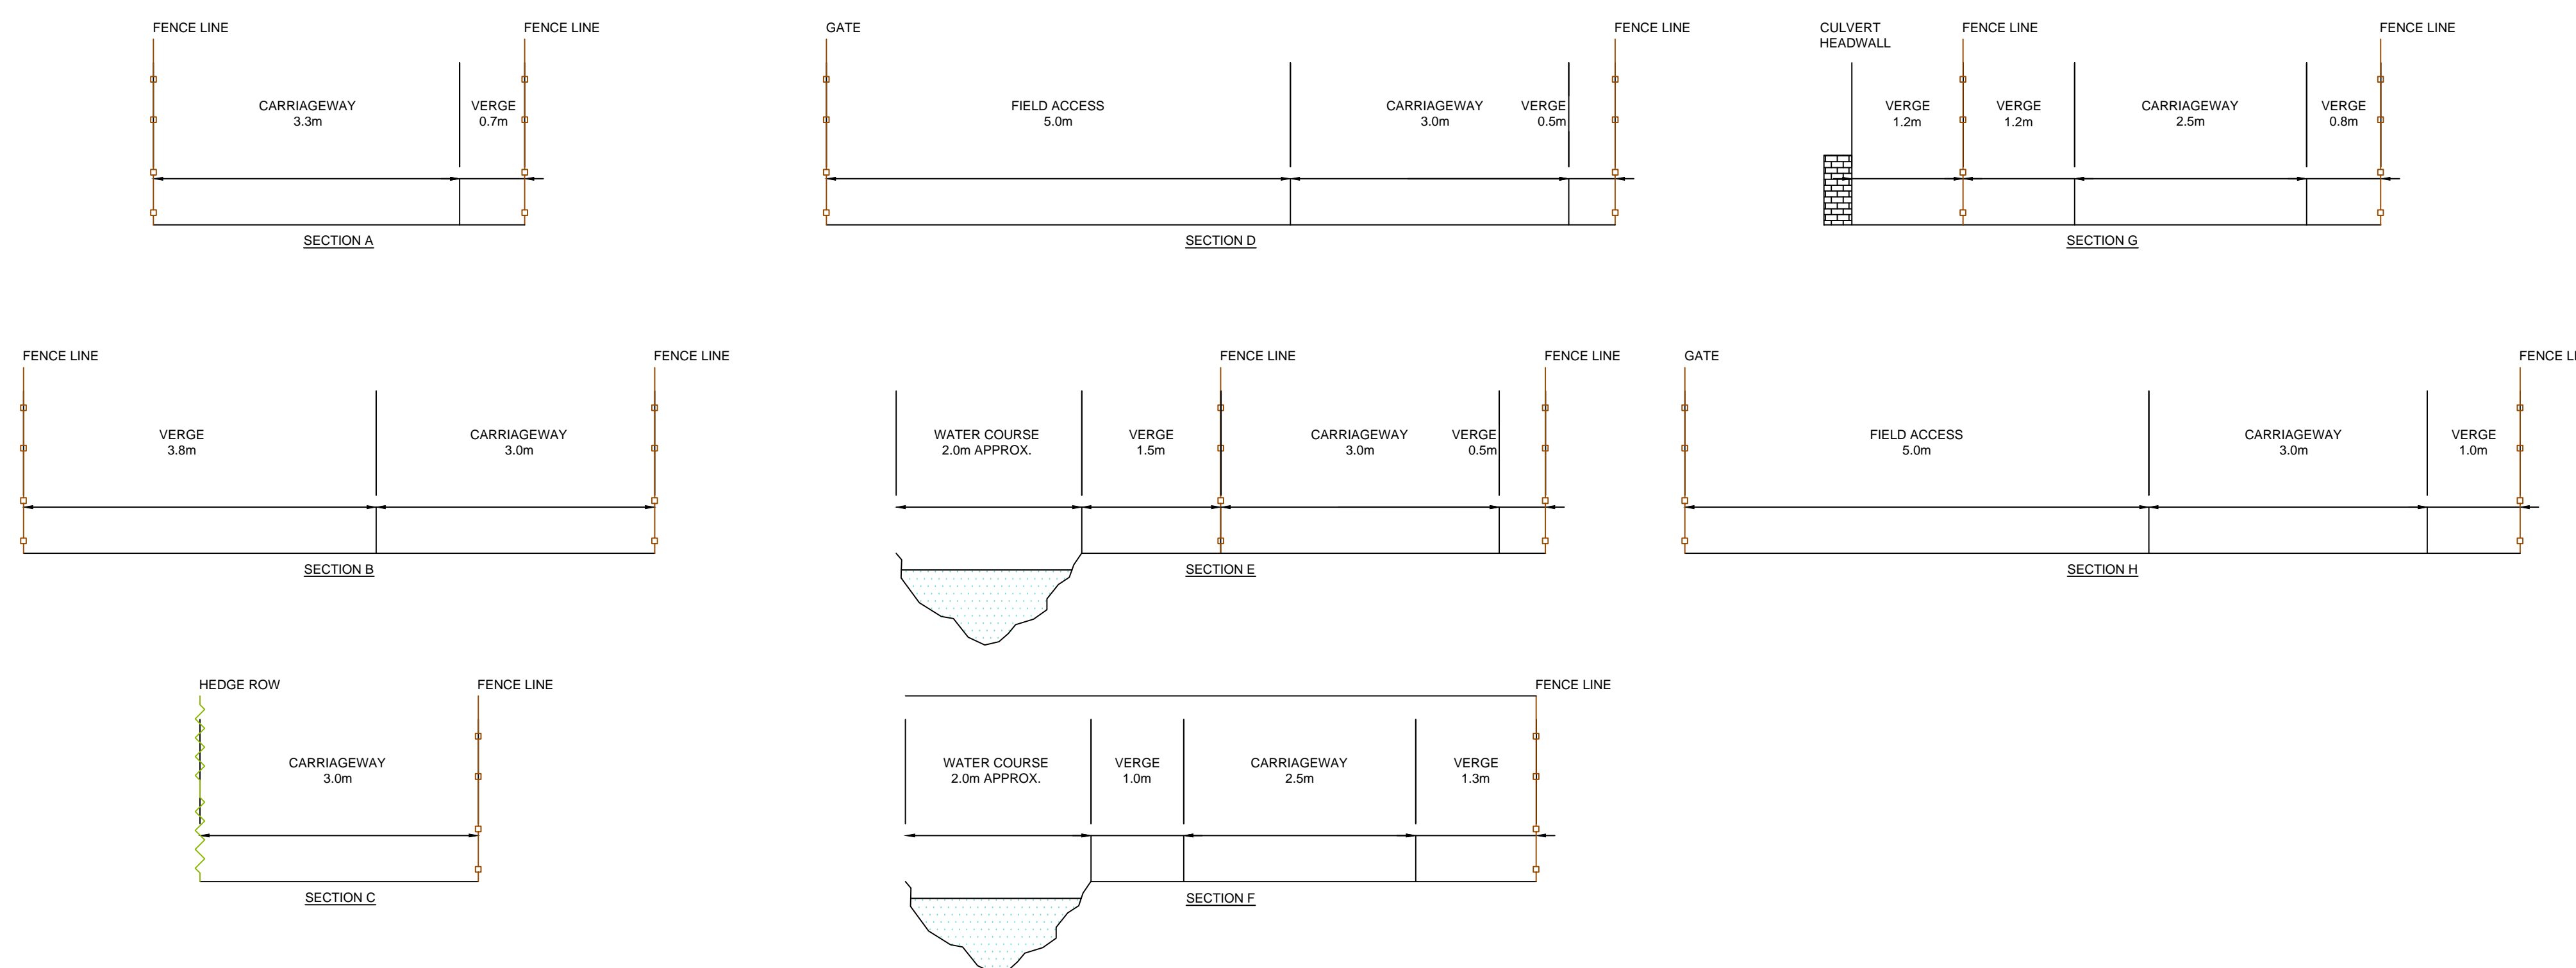 FENCE LINE
FENCE LINE
CARRIAGEWAY
3.3m
VERGE
0.7m
SECTION A
GATE
FENCE LINE
FIELD ACCESS
5.0m
CARRIAGEWAY
3.0m
VERGE
0.5m
SECTION D
CULVERT
HEADWALL
FENCE LINE
FENCE LINE
VERGE
1.2m
VERGE
1.2m
CARRIAGEWAY
2.5m
VERGE
0.8m
SECTION G
FENCE LINE
FENCE LINE
VERGE
3.8m
CARRIAGEWAY
3.0m
SECTION B
FENCE LINE
FENCE LINE
WATER COURSE
2.0m APPROX.
VERGE
1.5m
CARRIAGEWAY
3.0m
VERGE
0.5m
SECTION E
GATE
FENCE
FIELD ACCESS
5.0m
CARRIAGEWAY
3.0m
VERGE
1.0m
SECTION H
HEDGE ROW
FENCE LINE
CARRIAGEWAY
3.0m
SECTION C
FENCE LINE
WATER COURSE
2.0m APPROX.
VERGE
1.0m
CARRIAGEWAY
2.5m
VERGE
1.3m
SECTION F